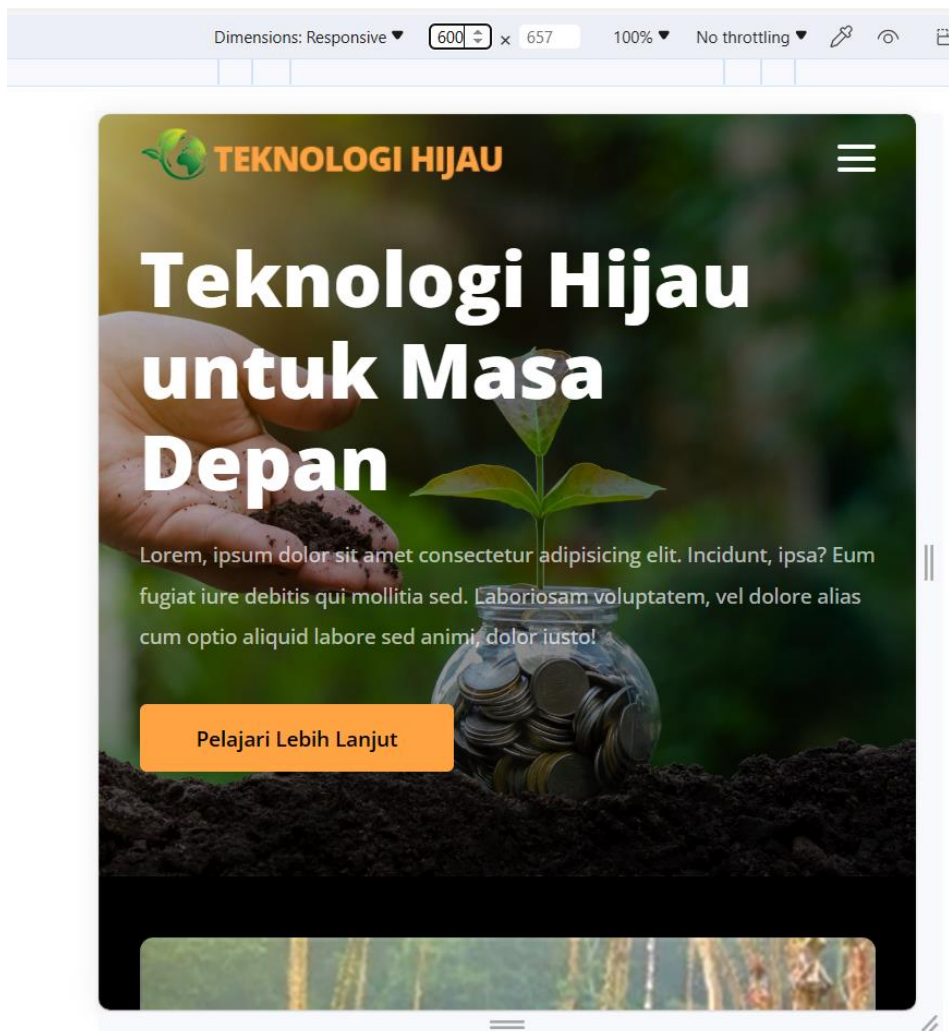 Dimensions: Responsive ▼ 600 × 657 100% ▼ No throttling ▼
TEKNOLOGI HIJAU
Teknologi Hijau
untuk Masa
Depan
Lorem, ipsum dolor sit amet consectetur adipisicing elit. Incidunt, ipsa? Eum
fugiat iure debitis qui mollitia sed. Laboriosam voluptatem, vel dolore alias
cum optio aliquid labore sed animi, dolor iusto!
Pelajari Lebih Lanjut